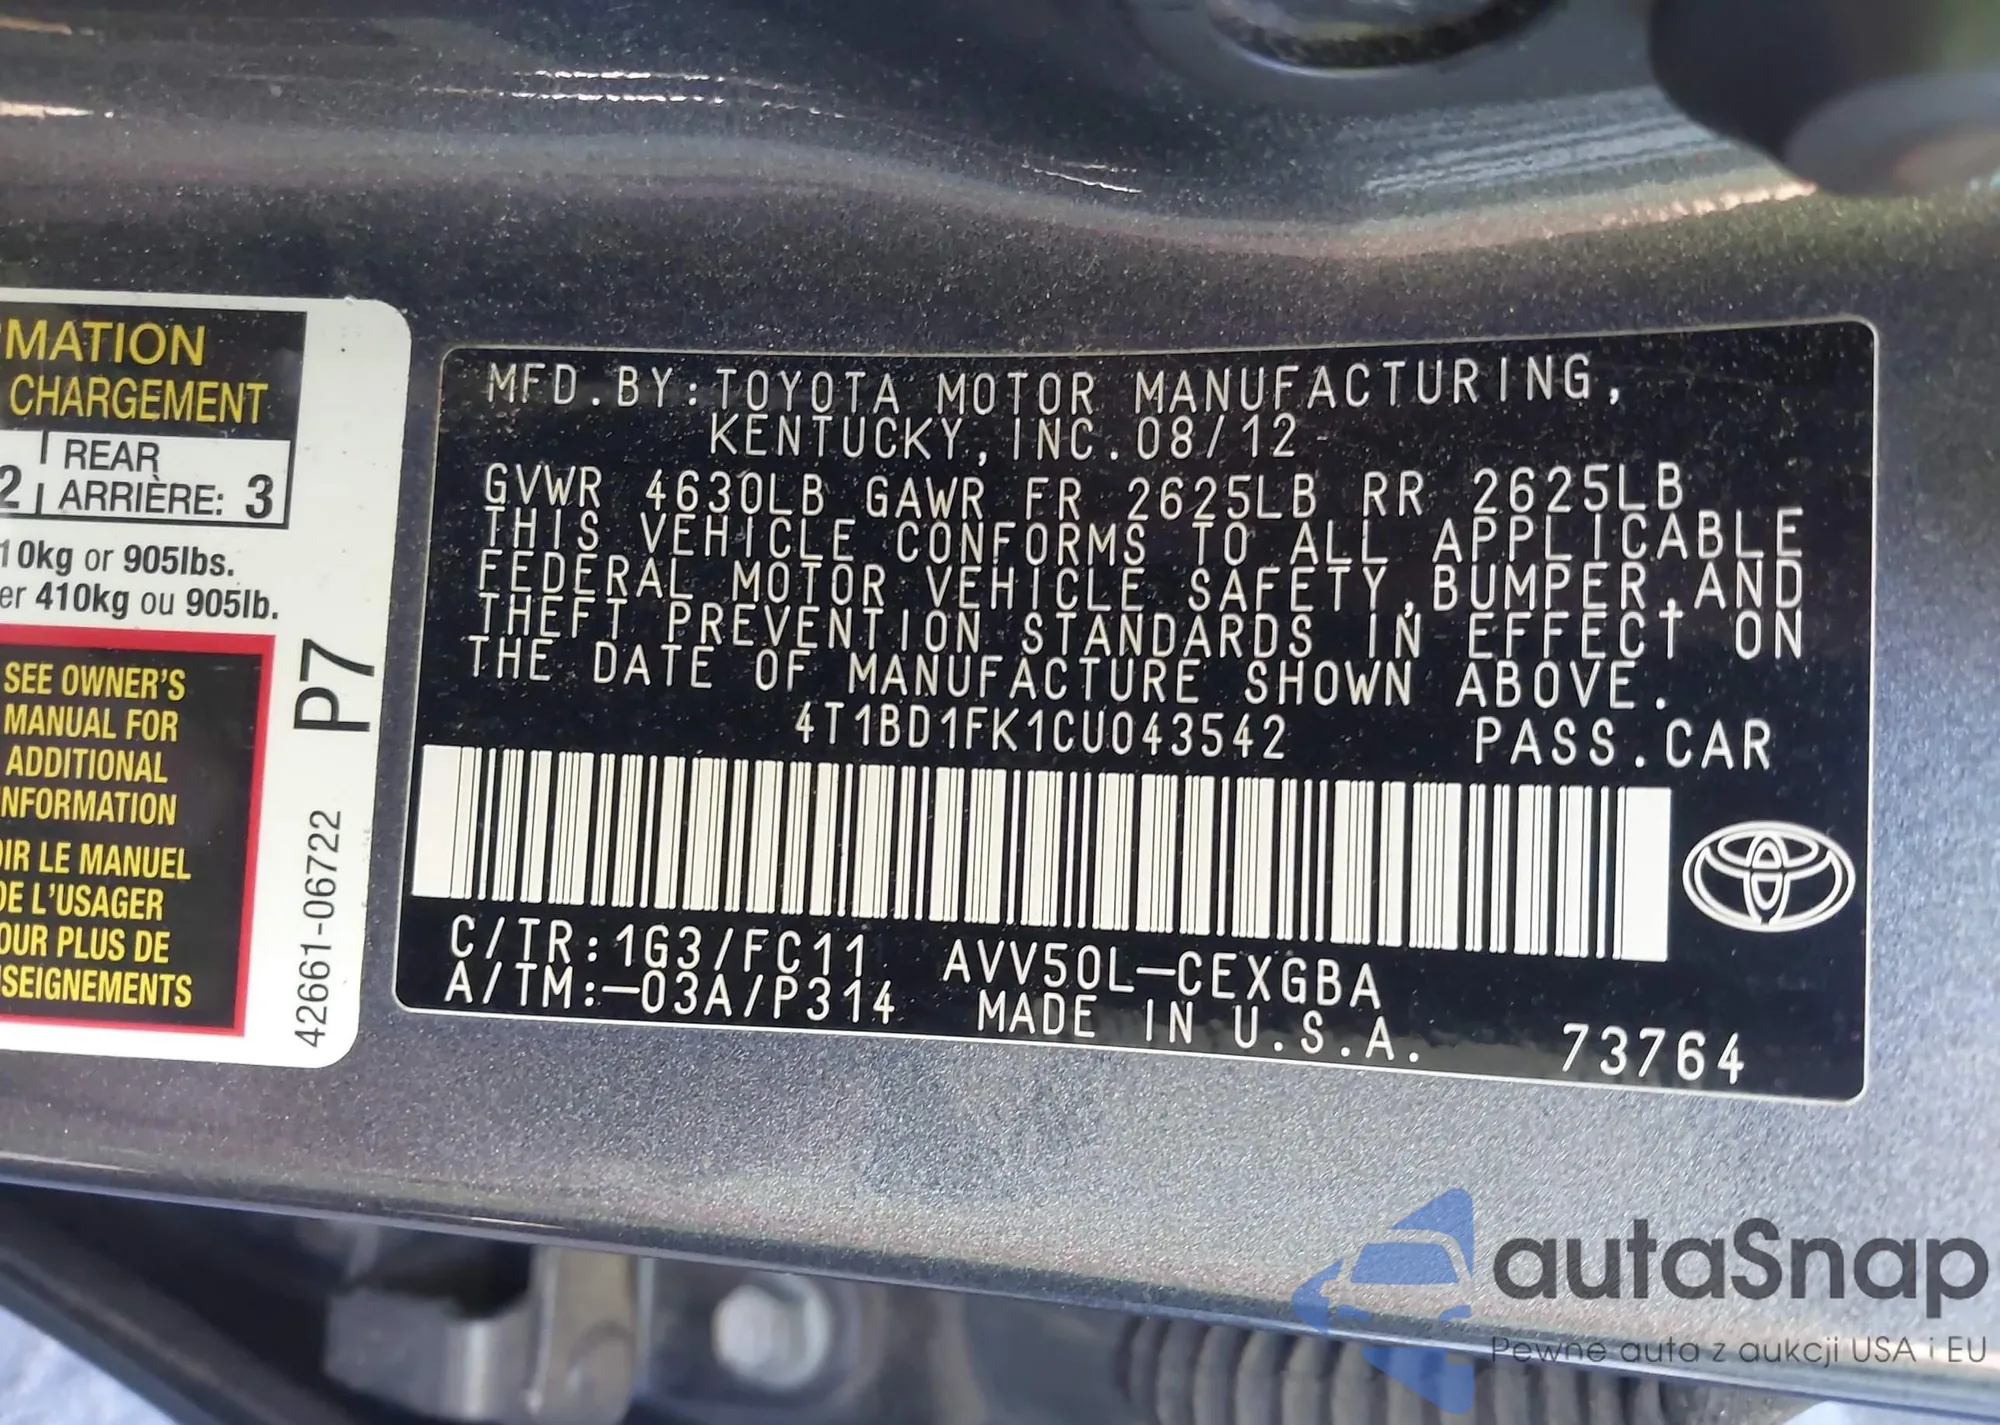 MATION
CHARGEMENT
2 | REAR
ARRIÈRE: 3
10kg or 905lbs.
er 410kg ou 905lb.
SEE OWNER'S
MANUAL FOR
ADDITIONAL
NFORMATION
OIR LE MANUEL
DE L'USAGER
OUR PLUS DE
SEIGNEMENTS
P7
42661-06722
MFD.BY:TOYOTA MOTOR MANUFACTURING,
KENTUCKY,INC.08/12
GVWR 4630LB GAWR FR 2625LB RR 2625LB
THIS VEHICLE CONFORMS TO ALL APPLICABLE
FEDERAL MOTOR VEHICLE SAFETY,BUMPER,AND
THEFT PREVENTION STANDARDS IN EFFECT ON
THE DATE OF MANUFACTURE SHOWN ABOVE.
4T1BD1FK1CU043542 PASS.CAR
C/TR:1G3/FC11 AVV50L-CEXGBA
A/TM:-03A/P314 MADE IN U.S.A. 73764
autaSnap
Pewne auta z aukcji USA i EU